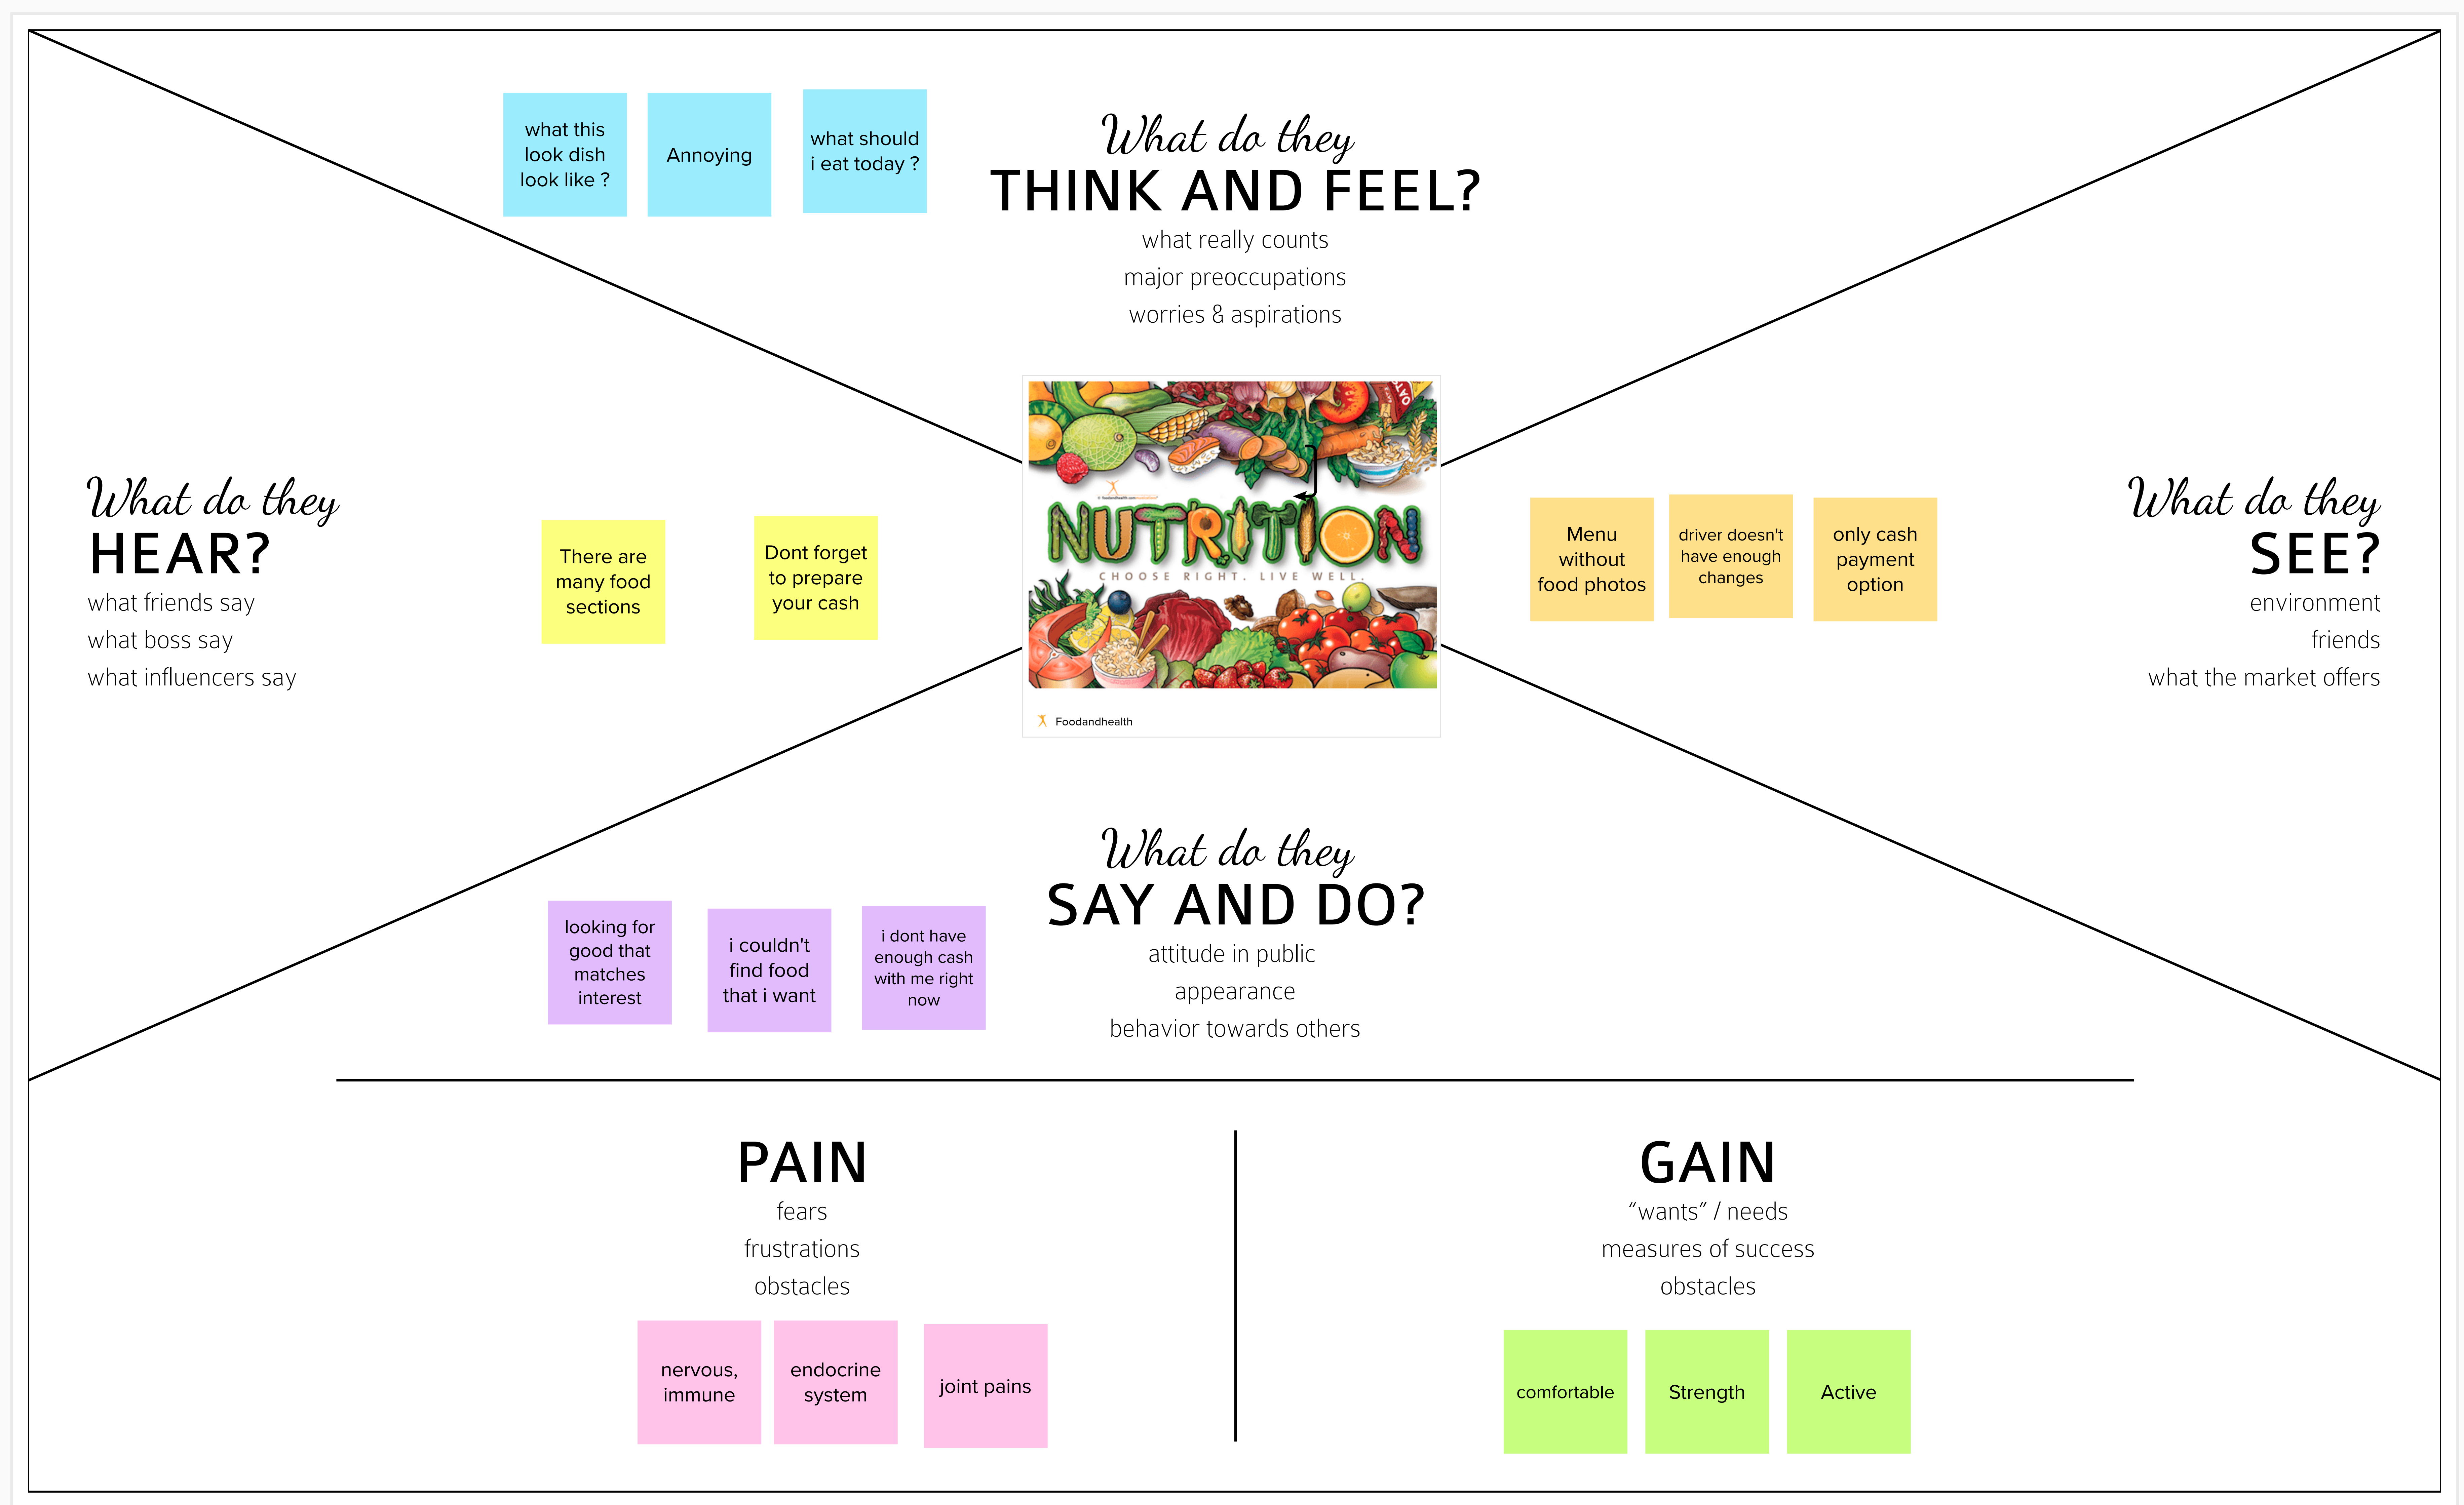 what this
look dish
look like ?
Annoying
what should
i eat today ?
What do they
THINK AND FEEL?
what really counts
major preoccupations
worries & aspirations
What do they
HEAR?
what friends say
what boss say
what influencers say
There are
many food
sections
Dont forget
to prepare
your cash
NUTRITION
CHOOSE RIGHT. LIVE WELL.
Foodandhealth
Menu
without
food photos
driver doesn't
have enough
changes
only cash
payment
option
What do they
SEE?
environment
friends
what the market offers
What do they
SAY AND DO?
attitude in public
appearance
behavior towards others
looking for
good that
matches
interest
i couldn't
find food
that i want
i dont have
enough cash
with me right
now
PAIN
fears
frustrations
obstacles
nervous,
immune
endocrine
system
joint pains
GAIN
“wants” / needs
measures of success
obstacles
comfortable
Strength
Active